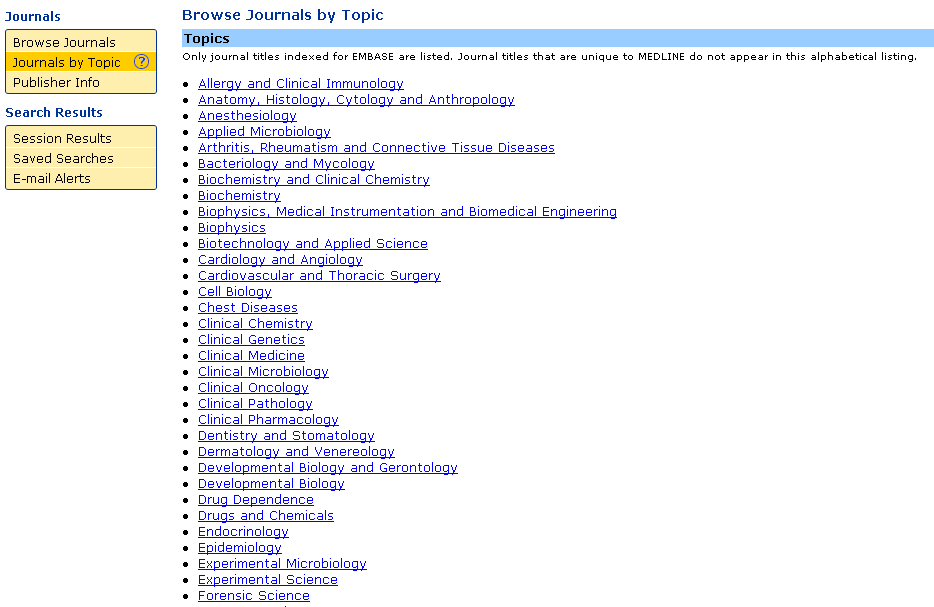 Journals
Browse Journals
Journals by Topic ?
Publisher Info
Search Results
Session Results
Saved Searches
E-mail Alerts
Browse Journals by Topic
Topics
Only journal titles indexed for EMBASE are listed. Journal titles that are unique to MEDLINE do not appear in this alphabetical listing.
Allergy and Clinical Immunology
Anatomy, Histology, Cytology and Anthropology
Anesthesiology
Applied Microbiology
Arthritis, Rheumatism and Connective Tissue Diseases
Bacteriology and Mycology
Biochemistry and Clinical Chemistry
Biochemistry
Biophysics, Medical Instrumentation and Biomedical Engineering
Biophysics
Biotechnology and Applied Science
Cardiology and Angiology
Cardiovascular and Thoracic Surgery
Cell Biology
Chest Diseases
Clinical Chemistry
Clinical Genetics
Clinical Medicine
Clinical Microbiology
Clinical Oncology
Clinical Pathology
Clinical Pharmacology
Dentistry and Stomatology
Dermatology and Venereology
Developmental Biology and Gerontology
Developmental Biology
Drug Dependence
Drugs and Chemicals
Endocrinology
Epidemiology
Experimental Microbiology
Experimental Science
Forensic Science